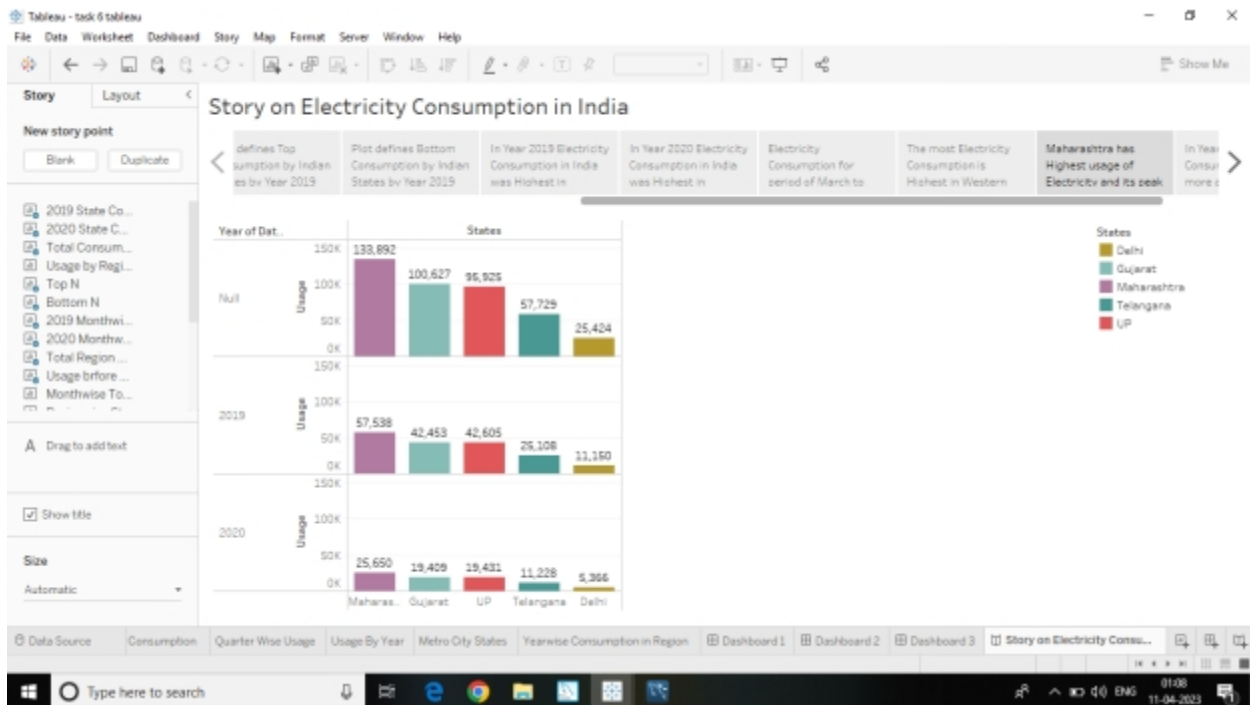 Tableau - task 6 tableau
File Data Worksheet Dashboard Story Map Format Server Window Help
Show Me
Story Layout
New story point
Blank Duplicate
2019 State Co...
2020 State C...
Total Consum...
Usage by Regi...
Top N
Bottom N
2019 Monthwi...
2020 Monthw...
Total Region ...
Usage brfore ...
Monthwise To...
A Drag to add text
Show title
Size
Automatic
Story on Electricity Consumption in India
defines Top
sumption by Indian
es by Year 2019
Plot defines Bottom
Consumption by Indian
States by Year 2019
In Year 2019 Electricity
Consumption in India
was Highest in
In Year 2020 Electricity
Consumption in India
was Highest in
Electricity
Consumption for
period of March to
The most Electricity
Consumption is
Highest in Western
Maharashtra has
Highest usage of
Electricity and its peak
In Year
Consu
more
Year of Dat.. States
Null
Usage
150K
100K
50K
0K
133,892 100,627 95,925 57,729 25,424
2019
Usage
150K
100K
50K
0K
57,538 42,453 42,605 25,108 11,150
2020
Usage
150K
100K
50K
0K
25,650 19,409 19,431 11,228 5,366
Maharas.. Gujarat UP Telangana Delhi
States
Delhi
Gujarat
Maharashtra
Telangana
UP
Data Source Consumption Quarter Wise Usage Usage By Year Metro City States Yearwise Consumption in Region Dashboard 1 Dashboard 2 Dashboard 3 Story on Electricity Consu...
Type here to search
ENG
01:08
11-04-2023